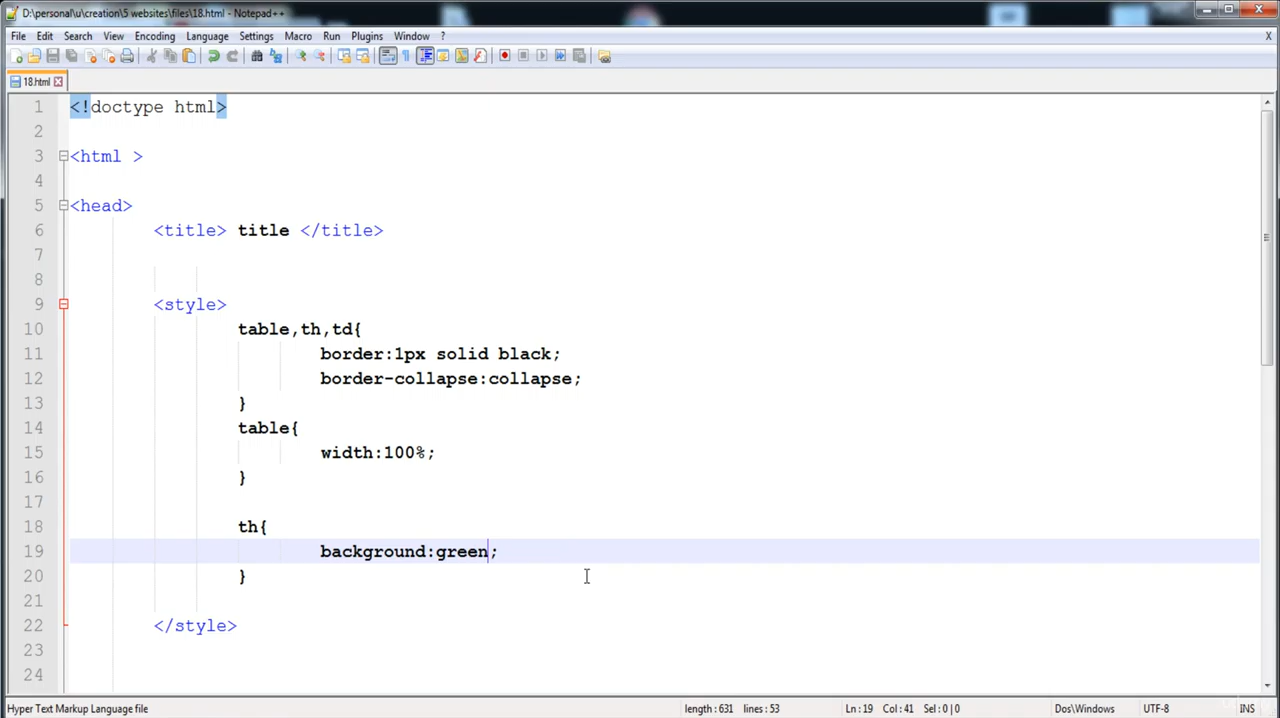 D:\personal\u\creation\5 websites\files\18.html - Notepad++
File Edit Search View Encoding Language Settings Macro Run Plugins Window ? X
18.html
1 <!doctype html>
2
3 <html >
4
5 <head>
6 <title> title </title>
7
8
9 <style>
10 table,th,td{
11 border:1px solid black;
12 border-collapse:collapse;
13 }
14 table{
15 width:100%;
16 }
17
18 th{
19 background:green;
20 }
21
22 </style>
23
24
Hyper Text Markup Language file length : 631 lines : 53 Ln : 19 Col : 41 Sel : 0 | 0 Dos\Windows UTF-8 INS